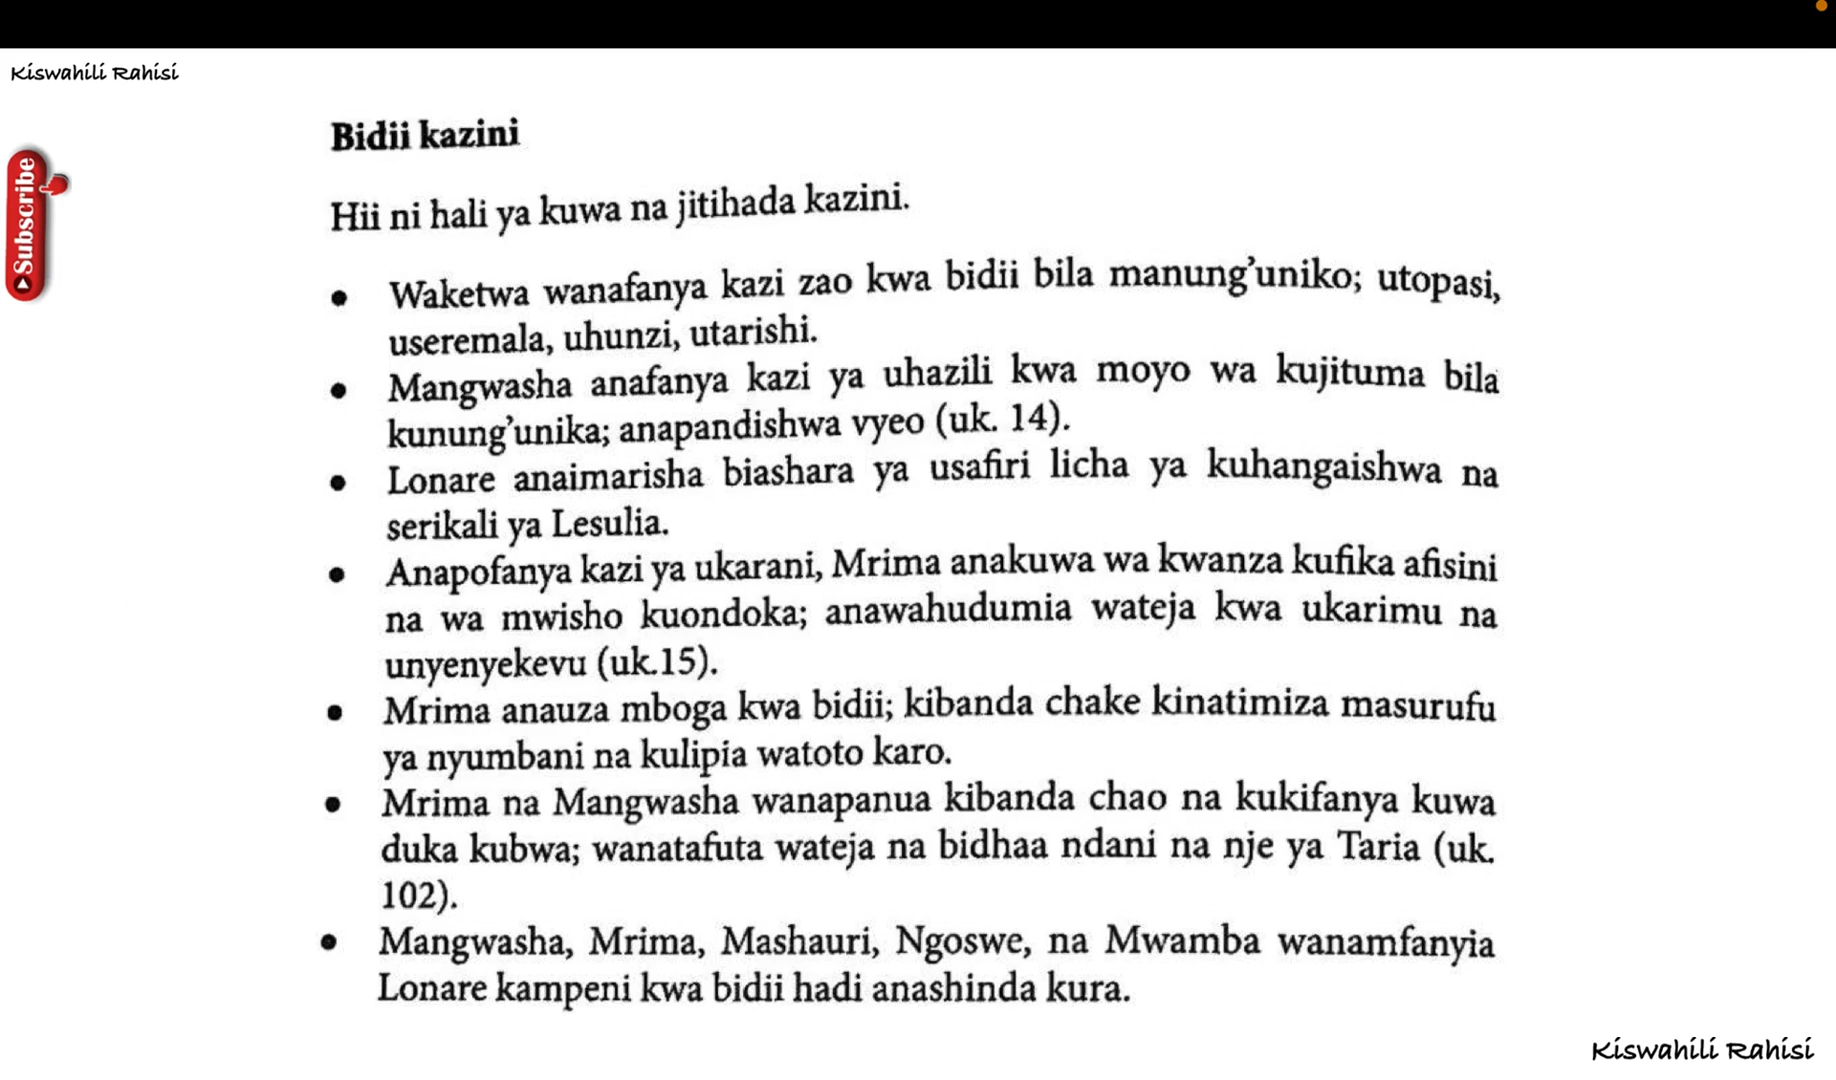 Kiswahili Rahisi
Subscribe
Bidii kazini
Hii ni hali ya kuwa na jitihada kazini.
• Waketwa wanafanya kazi zao kwa bidii bila manung'uniko; utopasi,
useremala, uhunzi, utarishi.
• Mangwasha anafanya kazi ya uhazili kwa moyo wa kujituma bila
kunung'unika; anapandishwa vyeo (uk. 14).
• Lonare anaimarisha biashara ya usafiri licha ya kuhangaishwa na
serikali ya Lesulia.
• Anapofanya kazi ya ukarani, Mrima anakuwa wa kwanza kufika afisini
na wa mwisho kuondoka; anawahudumia wateja kwa ukarimu na
unyenyekevu (uk.15).
• Mrima anauza mboga kwa bidii; kibanda chake kinatimiza masurufu
ya nyumbani na kulipia watoto karo.
• Mrima na Mangwasha wanapanua kibanda chao na kukifanya kuwa
duka kubwa; wanatafuta wateja na bidhaa ndani na nje ya Taria (uk.
102).
• Mangwasha, Mrima, Mashauri, Ngoswe, na Mwamba wanamfanyia
Lonare kampeni kwa bidii hadi anashinda kura.
Kiswahili Rahisi